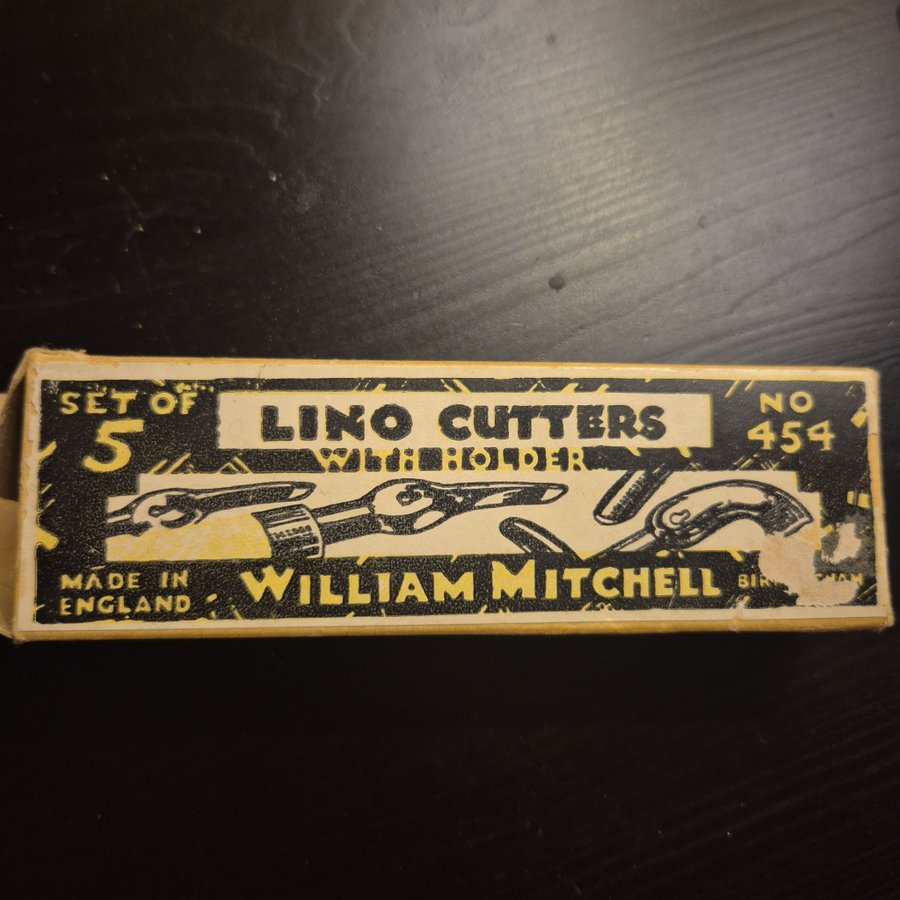 SET OF
5
LINO CUTTERS
WITH HOLDER
NO
454
MADE IN
ENGLAND
WILLIAM MITCHELL